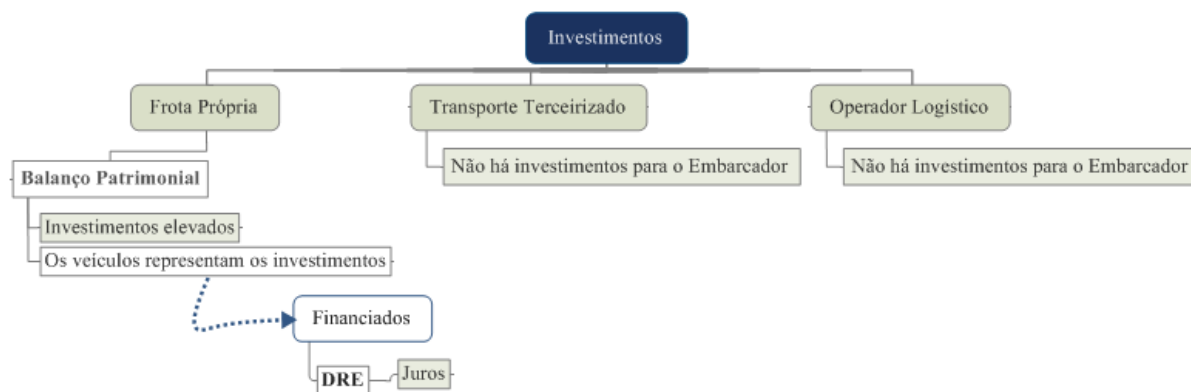 Investimentos
Frota Própria
Transporte Terceirizado
Operador Logístico
Balanço Patrimonial
Não há investimentos para o Embarcador
Não há investimentos para o Embarcador
Investimentos elevados
Os veículos representam os investimentos
Financiados
DRE
Juros